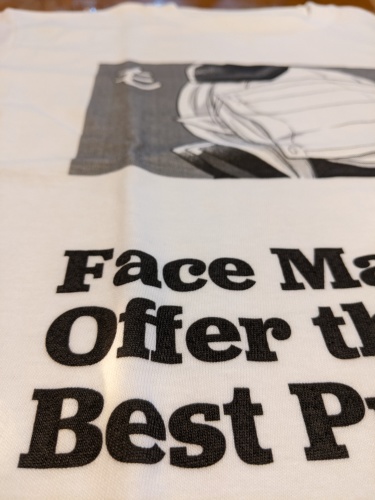 Face Ma
Offer th
Best P